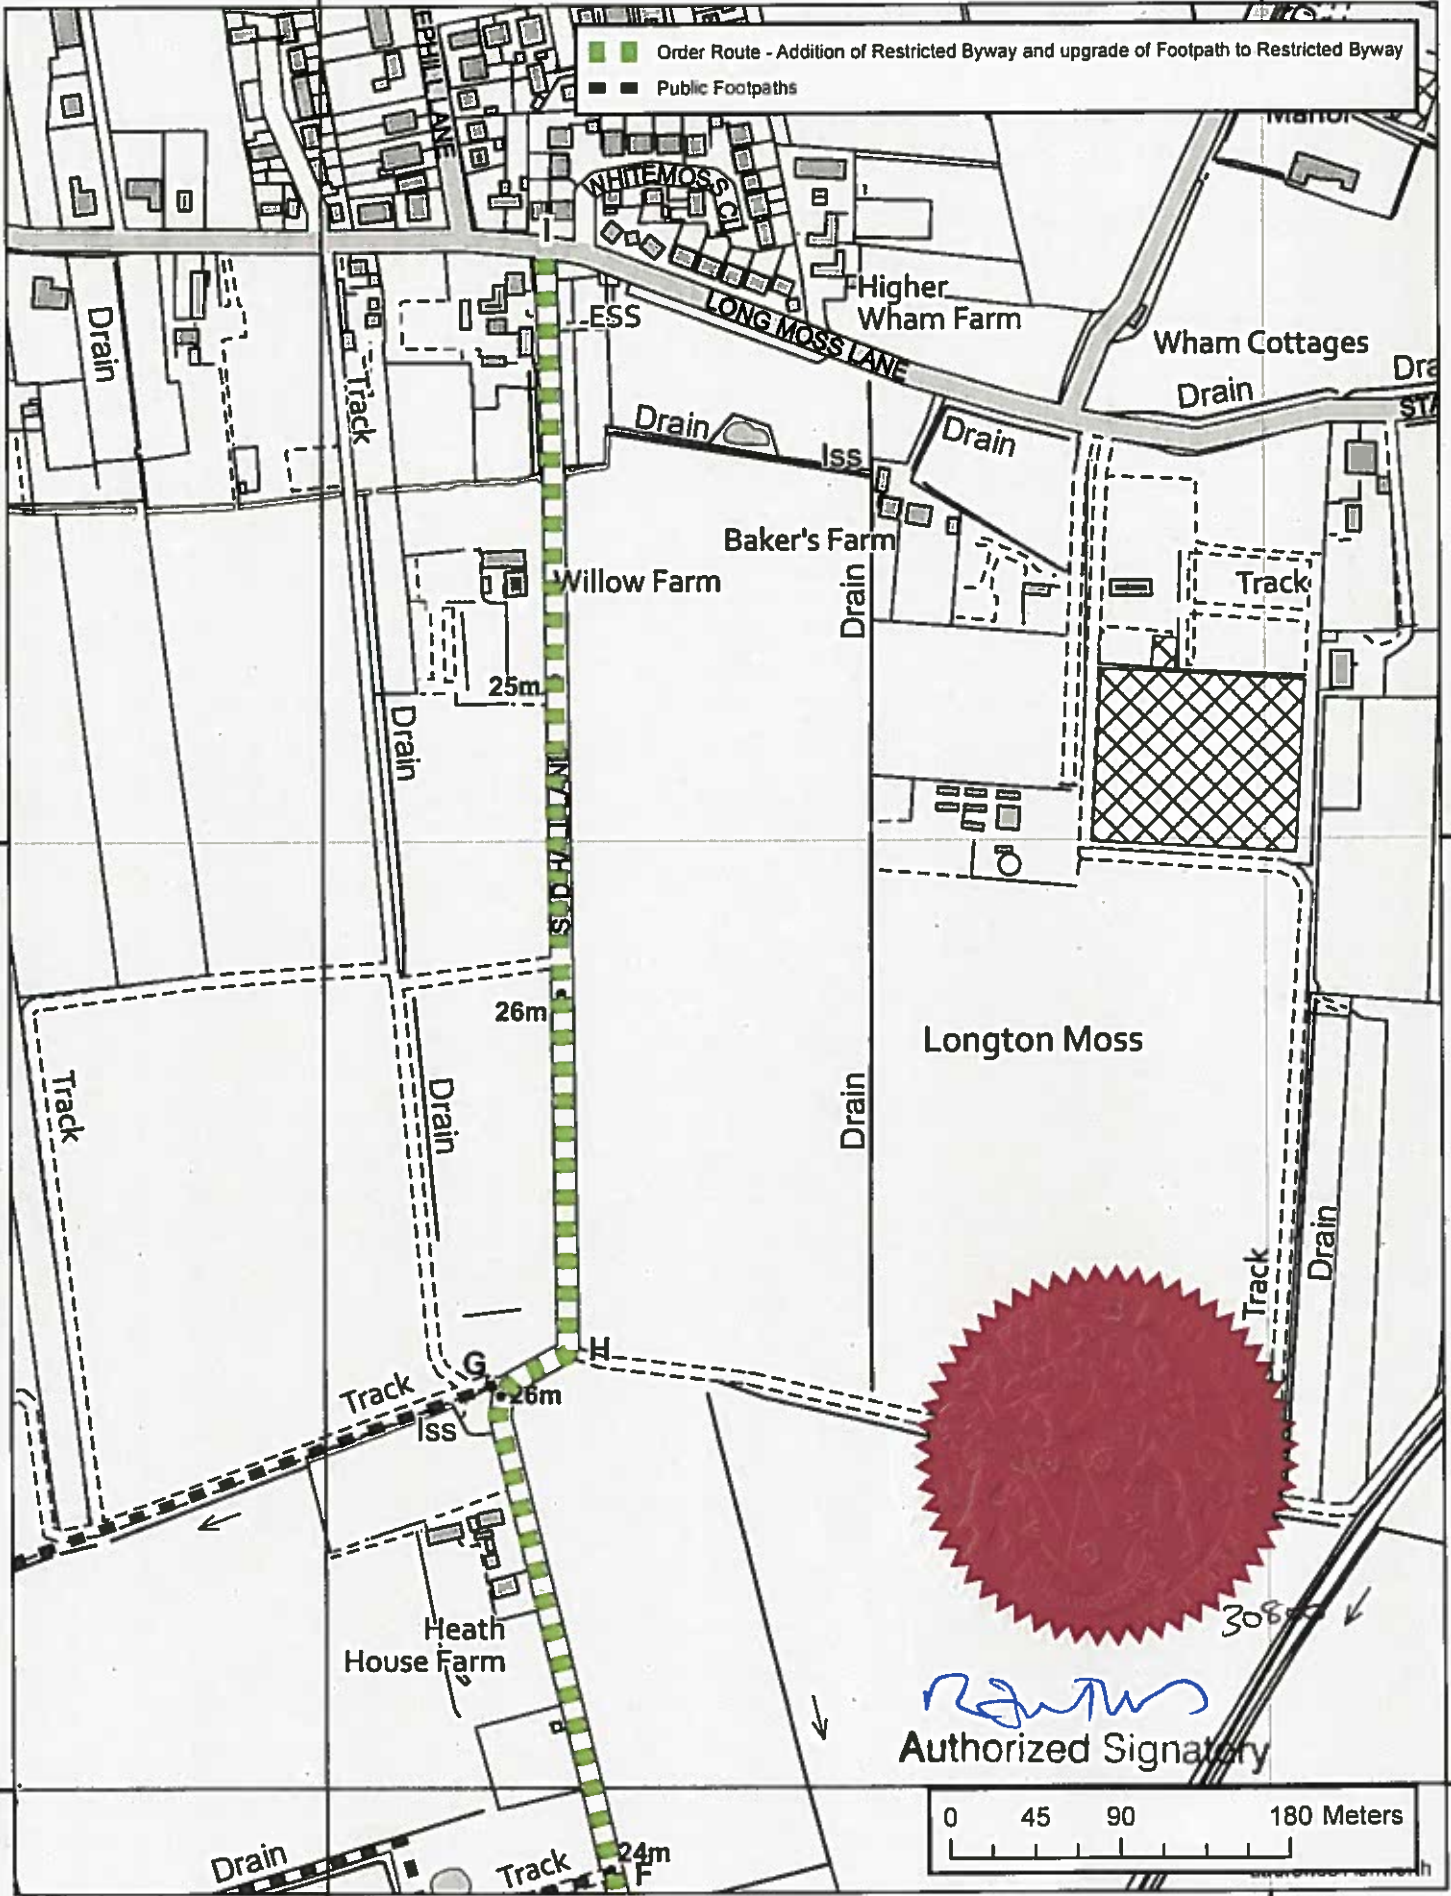 Order Route - Addition of Restricted Byway and upgrade of Footpath to Restricted Byway
Public Footpaths
Manor
WHITEMOSS CL
I
ESS
LONG MOSS LANE
Higher
Wham Farm
Wham Cottages
Drain
Drain
Track
Drain
Drain
Iss
Drain
Baker's Farm
Willow Farm
Drain
Track
25m
Drain
26m
Longton Moss
Track
Drain
Drain
Track
Drain
G
H
Track
26m
Iss
Heath
House Farm
Authorized Signatory
0 45 90 180 Meters
Drain
Track
24m
F